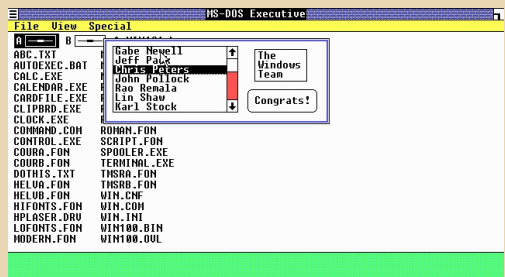 MS-DOS Executive
File View Special
A B
Gabe Newell
Jeff Pack
Chris Peters
John Pollock
Rao Remala
Lin Shaw
Karl Stock
The
Windows
Team
Congrats!
ABC.TXT
AUTOEXEC.BAT
CALC.EXE
CALENDAR.EXE
CARDFILE.EXE
CLIPBRD.EXE
CLOCK.EXE
COMMAND.COM ROMAN.FON
CONTROL.EXE SCRIPT.FON
COURA.FON SPOOLER.EXE
COURB.FON TERMINAL.EXE
DOTHIS.TXT TMSRA.FON
HELVA.FON TMSRB.FON
HELVB.FON WIN.CNF
HIFONTS.FON WIN.COM
HPLASER.DRV WIN.INI
LOFONTS.FON WIN100.BIN
MODERN.FON WIN100.OVL